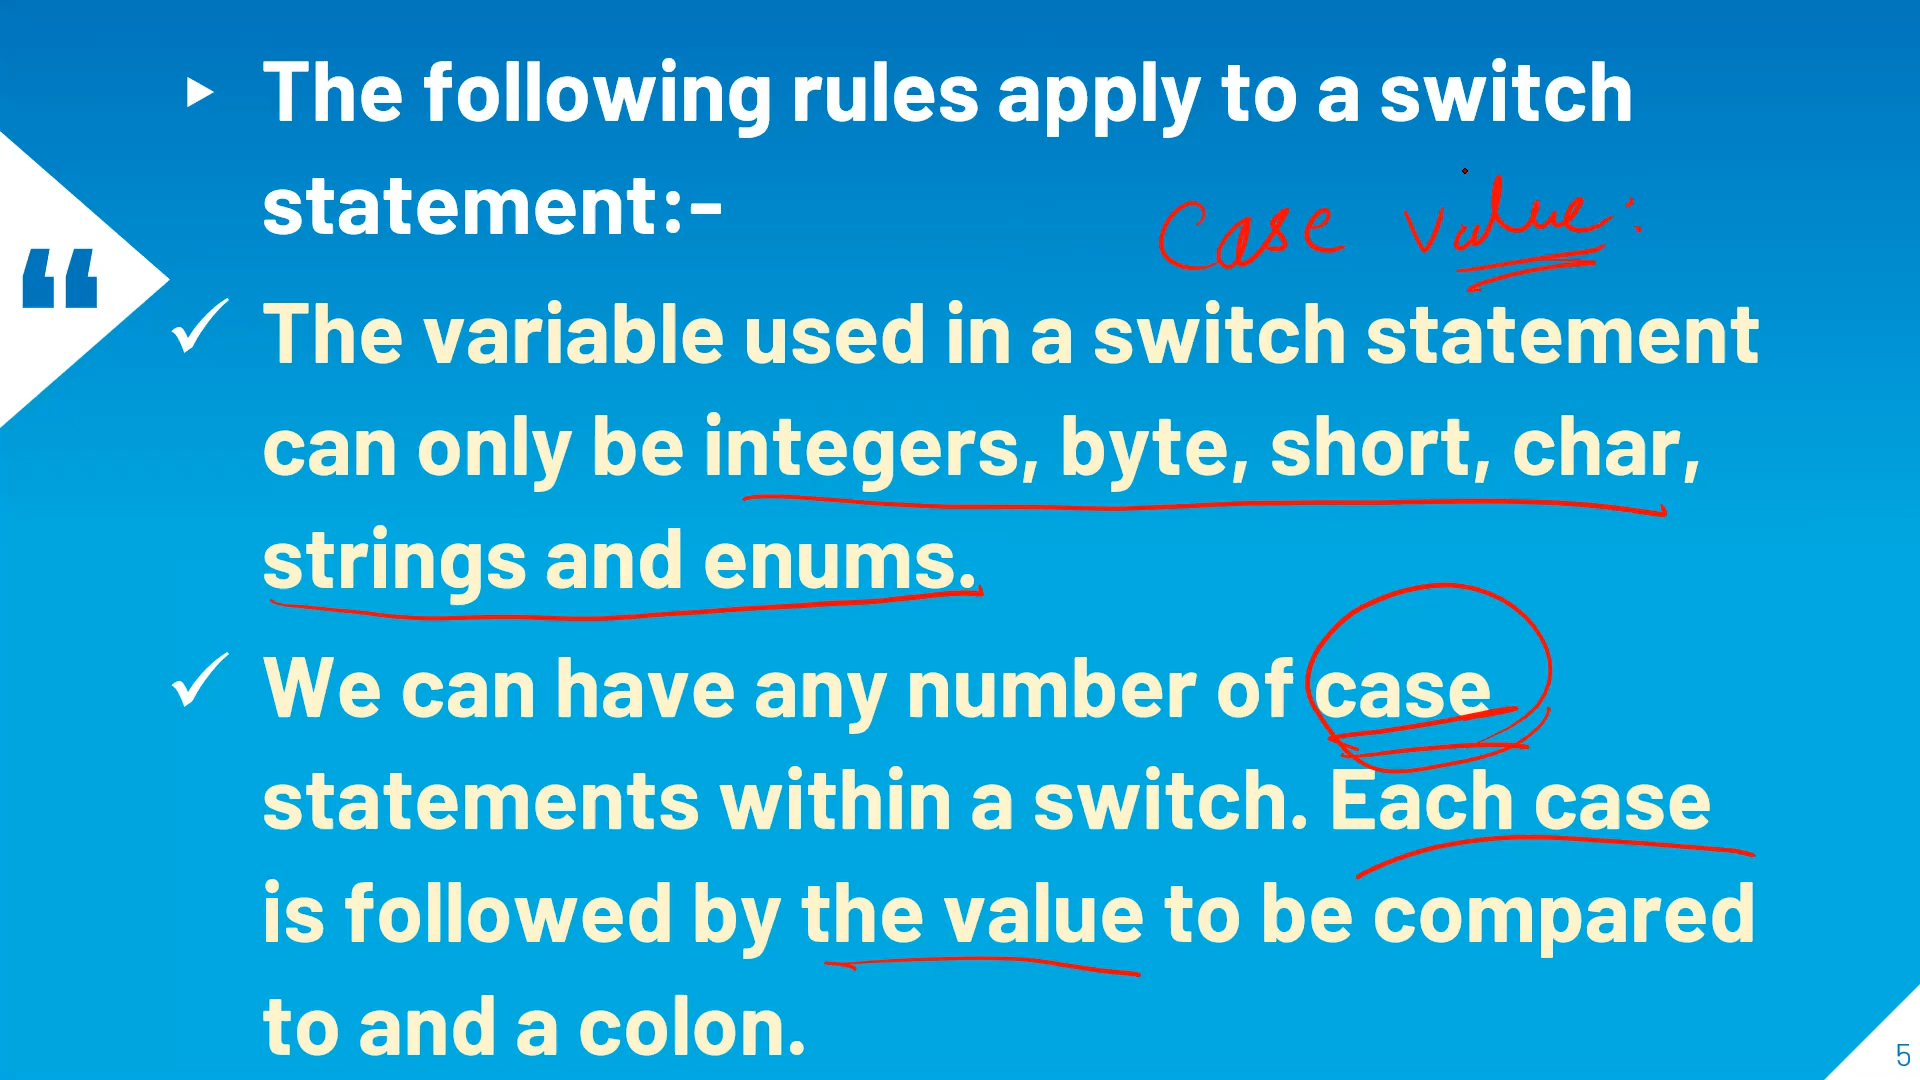 The following rules apply to a switch
statement:-
Case value:
The variable used in a switch statement
can only be integers, byte, short, char,
strings and enums.
We can have any number of case
statements within a switch. Each case
is followed by the value to be compared
to and a colon.
5